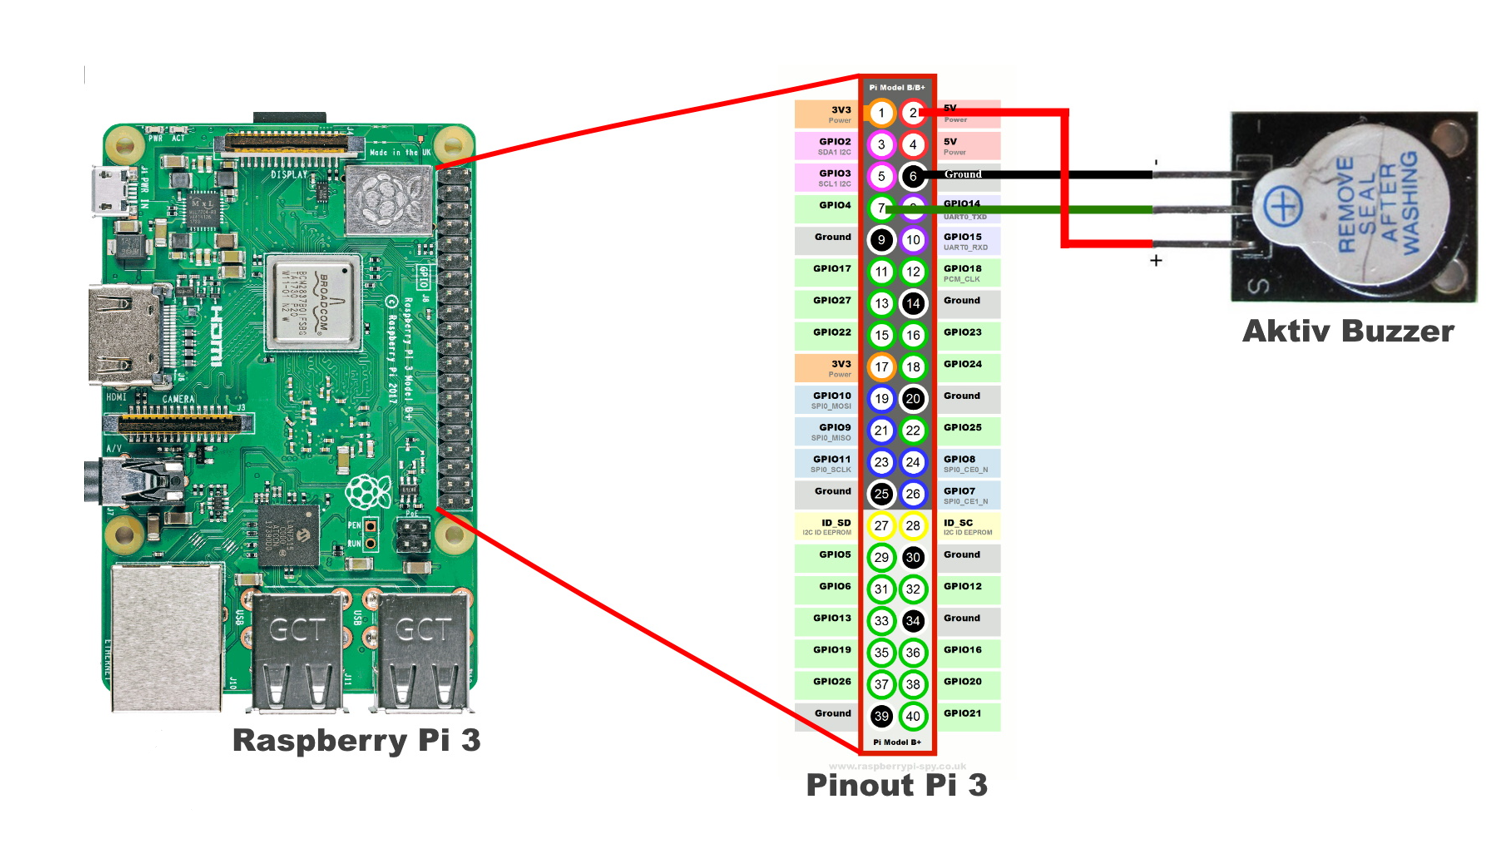 PWR ACT
Made in the UK
DISPLAY
J1 PWR IN
GPIO
J8
BROADCOM
HDMI
© Raspberry Pi 2017
Raspberry Pi 3 Model B+
HDMI
CAMERA
J3
A/V
J7
PoE
PEN
RUN
USB
USB
GCT
GCT
ETHERNET
J10
J11
Raspberry Pi 3
Pi Model B/B+
3V3
Power
1
2
5V
Power
GPIO2
SDA1 I2C
3
4
5V
Power
GPIO3
SCL1 I2C
5
6
Ground
GPIO4
7
GPIO14
UART0_TXD
Ground
9
10
GPIO15
UART0_RXD
GPIO17
11
12
GPIO18
PCM_CLK
GPIO27
13
14
Ground
GPIO22
15
16
GPIO23
3V3
Power
17
18
GPIO24
GPIO10
SPI0_MOSI
19
20
Ground
GPIO9
SPI0_MISO
21
22
GPIO25
GPIO11
SPI0_SCLK
23
24
GPIO8
SPI0_CE0_N
Ground
25
26
GPIO7
SPI0_CE1_N
ID_SD
I2C ID EEPROM
27
28
ID_SC
I2C ID EEPROM
GPIO5
29
30
Ground
GPIO6
31
32
GPIO12
GPIO13
33
34
Ground
GPIO19
35
36
GPIO16
GPIO26
37
38
GPIO20
Ground
39
40
GPIO21
Pi Model B+
www.raspberrypi-spy.co.uk
Pinout Pi 3
-
+
S
REMOVE
SEAL
AFTER
WASHING
Aktiv Buzzer